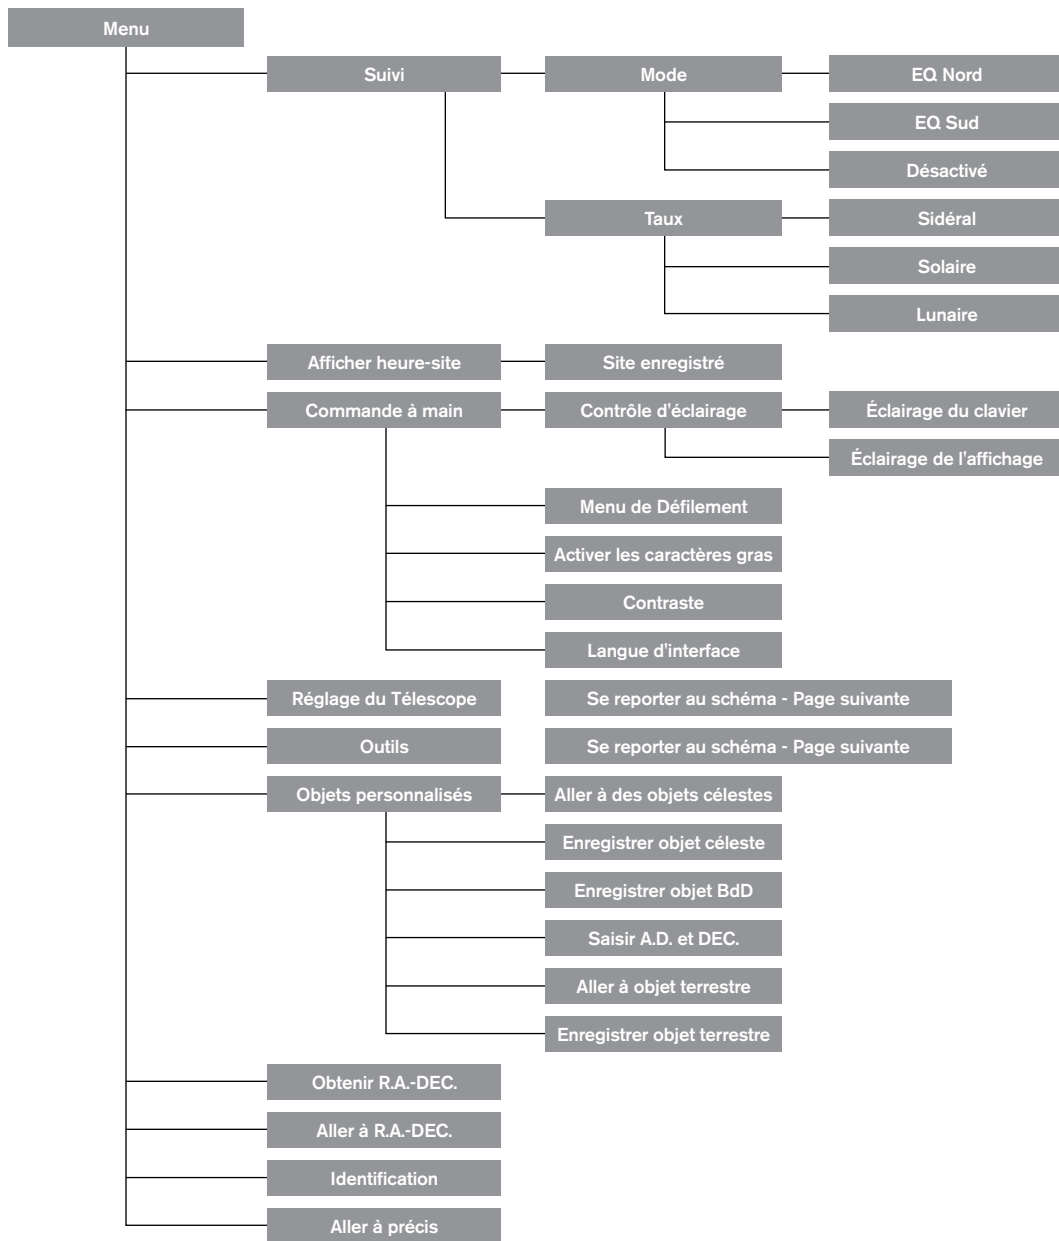 Menu
Suivi
Mode
EQ Nord
EQ Sud
Désactivé
Taux
Sidéral
Solaire
Lunaire
Afficher heure-site
Site enregistré
Commande à main
Contrôle d'éclairage
Éclairage du clavier
Éclairage de l'affichage
Menu de Défilement
Activer les caractères gras
Contraste
Langue d'interface
Réglage du Télescope
Se reporter au schéma - Page suivante
Outils
Se reporter au schéma - Page suivante
Objets personnalisés
Aller à des objets célestes
Enregistrer objet céleste
Enregistrer objet BdD
Saisir A.D. et DEC.
Aller à objet terrestre
Enregistrer objet terrestre
Obtenir R.A.-DEC.
Aller à R.A.-DEC.
Identification
Aller à précis